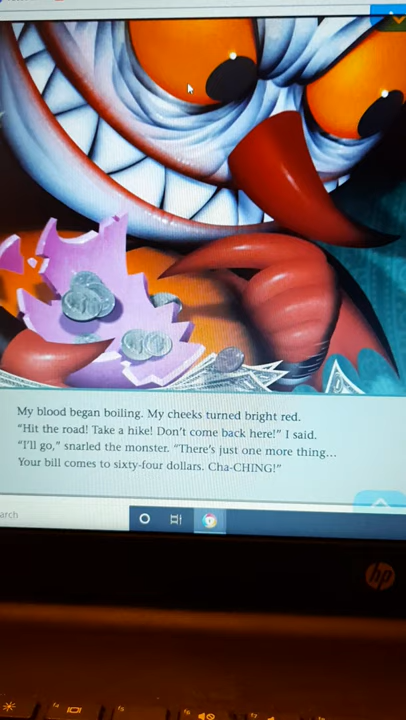 My blood began boiling. My cheeks turned bright red.
"Hit the road! Take a hike! Don't come back here!" I said.
"I'll go," snarled the monster. "There's just one more thing…
Your bill comes to sixty-four dollars. Cha-CHING!"
arch
hp